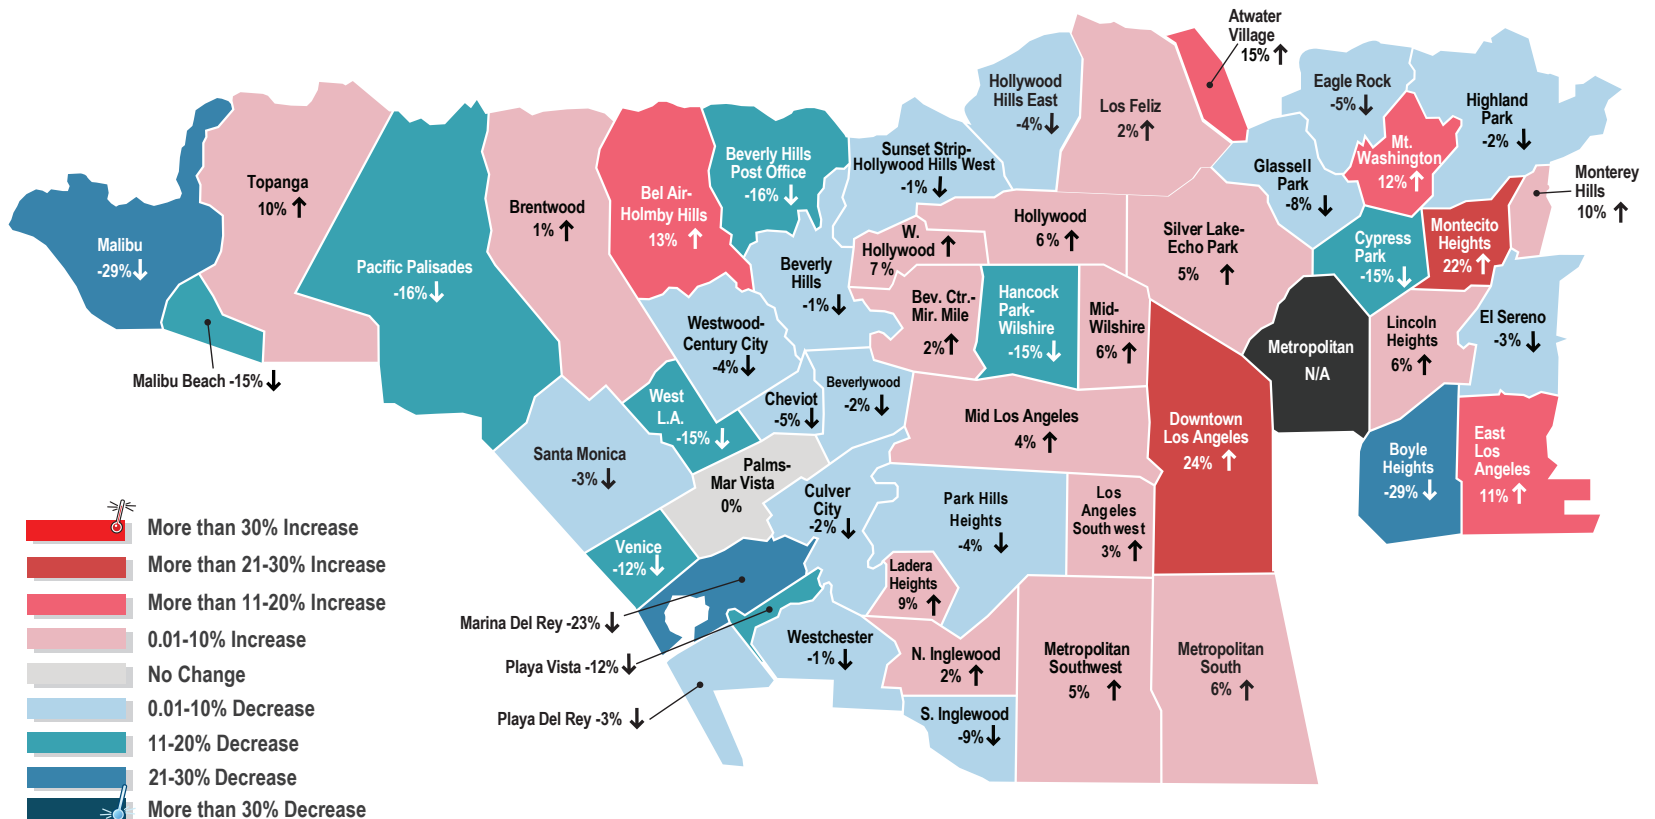 Atwater
Village
15%
Hollywood
Hills East
-4%
Los Feliz
2%
Eagle Rock
-5%
Highland
Park
-2%
Mt.
Washington
12%
Glassell
Park
-8%
Monterey
Hills
10%
Topanga
10%
Malibu
-29%
Malibu Beach -15%
Pacific Palisades
-16%
Brentwood
1%
Bel Air-
Holmby Hills
13%
Beverly Hills
Post Office
-16%
Sunset Strip-
Hollywood Hills West
-1%
W.
Hollywood
7 %
Hollywood
6%
Silver Lake-
Echo Park
5%
Cypress
Park
-15%
Montecito
Heights
22%
Beverly
Hills
-1%
Bev. Ctr.-
Mir. Mile
2%
Hancock
Park-
Wilshire
-15%
Mid-
Wilshire
6%
Westwood-
Century City
-4%
Metropolitan
N/A
Lincoln
Heights
6%
El Sereno
-3%
West
L.A.
-15%
Cheviot
-5%
Beverlywood
-2%
Mid Los Angeles
4%
Downtown
Los Angeles
24%
Boyle
Heights
-29%
East
Los
Angeles
11%
Santa Monica
-3%
Palms-
Mar Vista
0%
Culver
City
-2%
Park Hills
Heights
-4%
Los
Angeles
Southwest
3%
Venice
-12%
Ladera
Heights
9%
Marina Del Rey -23%
Playa Vista -12%
Playa Del Rey -3%
Westchester
-1%
N. Inglewood
2%
S. Inglewood
-9%
Metropolitan
Southwest
5%
Metropolitan
South
6%
More than 30% Increase
More than 21-30% Increase
More than 11-20% Increase
0.01-10% Increase
No Change
0.01-10% Decrease
11-20% Decrease
21-30% Decrease
More than 30% Decrease